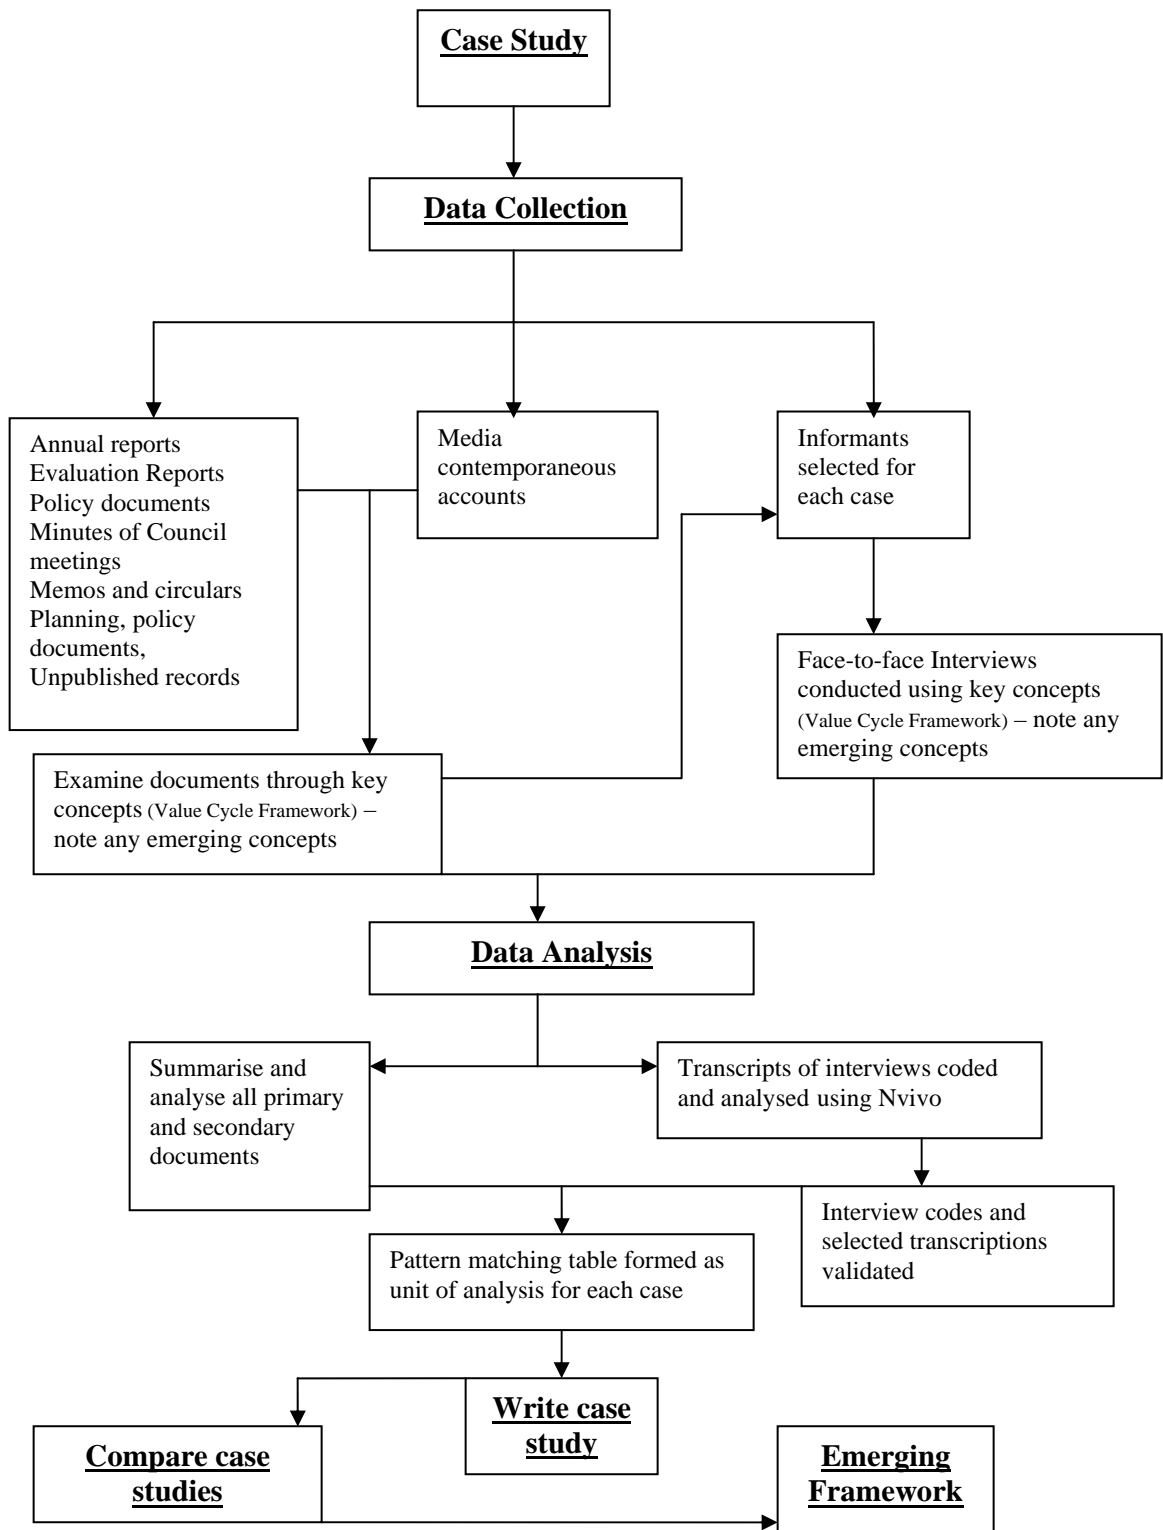 Case Study
Data Collection
Annual reports
Evaluation Reports
Policy documents
Minutes of Council
meetings
Memos and circulars
Planning, policy
documents,
Unpublished records
Media
contemporaneous
accounts
Informants
selected for
each case
Face-to-face Interviews
conducted using key concepts
(Value Cycle Framework) – note any
emerging concepts
Examine documents through key
concepts (Value Cycle Framework) –
note any emerging concepts
Data Analysis
Summarise and
analyse all primary
and secondary
documents
Transcripts of interviews coded
and analysed using Nvivo
Interview codes and
selected transcriptions
validated
Pattern matching table formed as
unit of analysis for each case
Write case
study
Compare case
studies
Emerging
Framework